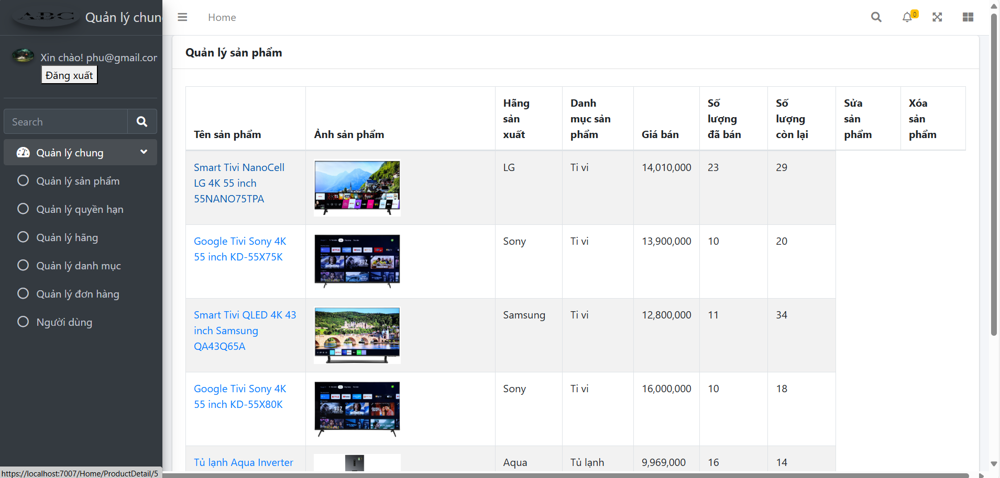 ABC Quản lý chun
Home
0
Xin chào! phu@gmail.com
Đăng xuất
Search
Quản lý chung
Quản lý sản phẩm
Quản lý quyền hạn
Quản lý hãng
Quản lý danh mục
Quản lý đơn hàng
Người dùng
Quản lý sản phẩm
Tên sản phẩm
Ảnh sản phẩm
Hãng
sản
xuất
Danh
mục sản
phẩm
Giá bán
Số
lượng
đã bán
Số
lượng
còn lại
Sửa
sản
phẩm
Xóa
sản
phẩm
Smart Tivi NanoCell
LG 4K 55 inch
55NANO75TPA
LG
Ti vi
14,010,000
23
29
Google Tivi Sony 4K
55 inch KD-55X75K
Sony
Ti vi
13,900,000
10
20
Smart Tivi QLED 4K 43
inch Samsung
QA43Q65A
Samsung
Ti vi
12,800,000
11
34
Google Tivi Sony 4K
55 inch KD-55X80K
Sony
Ti vi
16,000,000
10
18
Tủ lạnh Aqua Inverter
Aqua
Tủ lạnh
9,969,000
16
14
https://localhost:7007/Home/ProductDetail/5